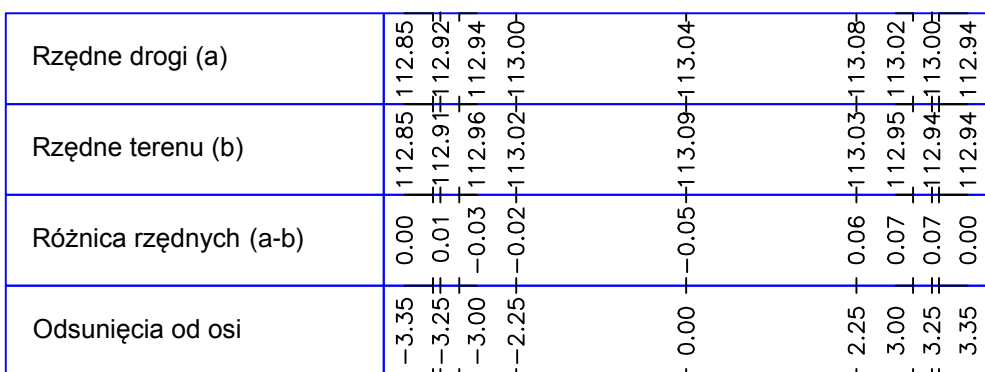 Rzędne drogi (a) 112.85 112.92 112.94 113.00 113.04 113.08 113.02 113.00 112.94
Rzędne terenu (b) 112.85 112.91 112.96 113.02 113.09 113.03 112.95 112.94 112.94
Różnica rzędnych (a-b) 0.00 0.01 -0.03 -0.02 -0.05 0.06 0.07 0.07 0.00
Odsunięcia od osi -3.35 -3.25 -3.00 -2.25 0.00 2.25 3.00 3.25 3.35